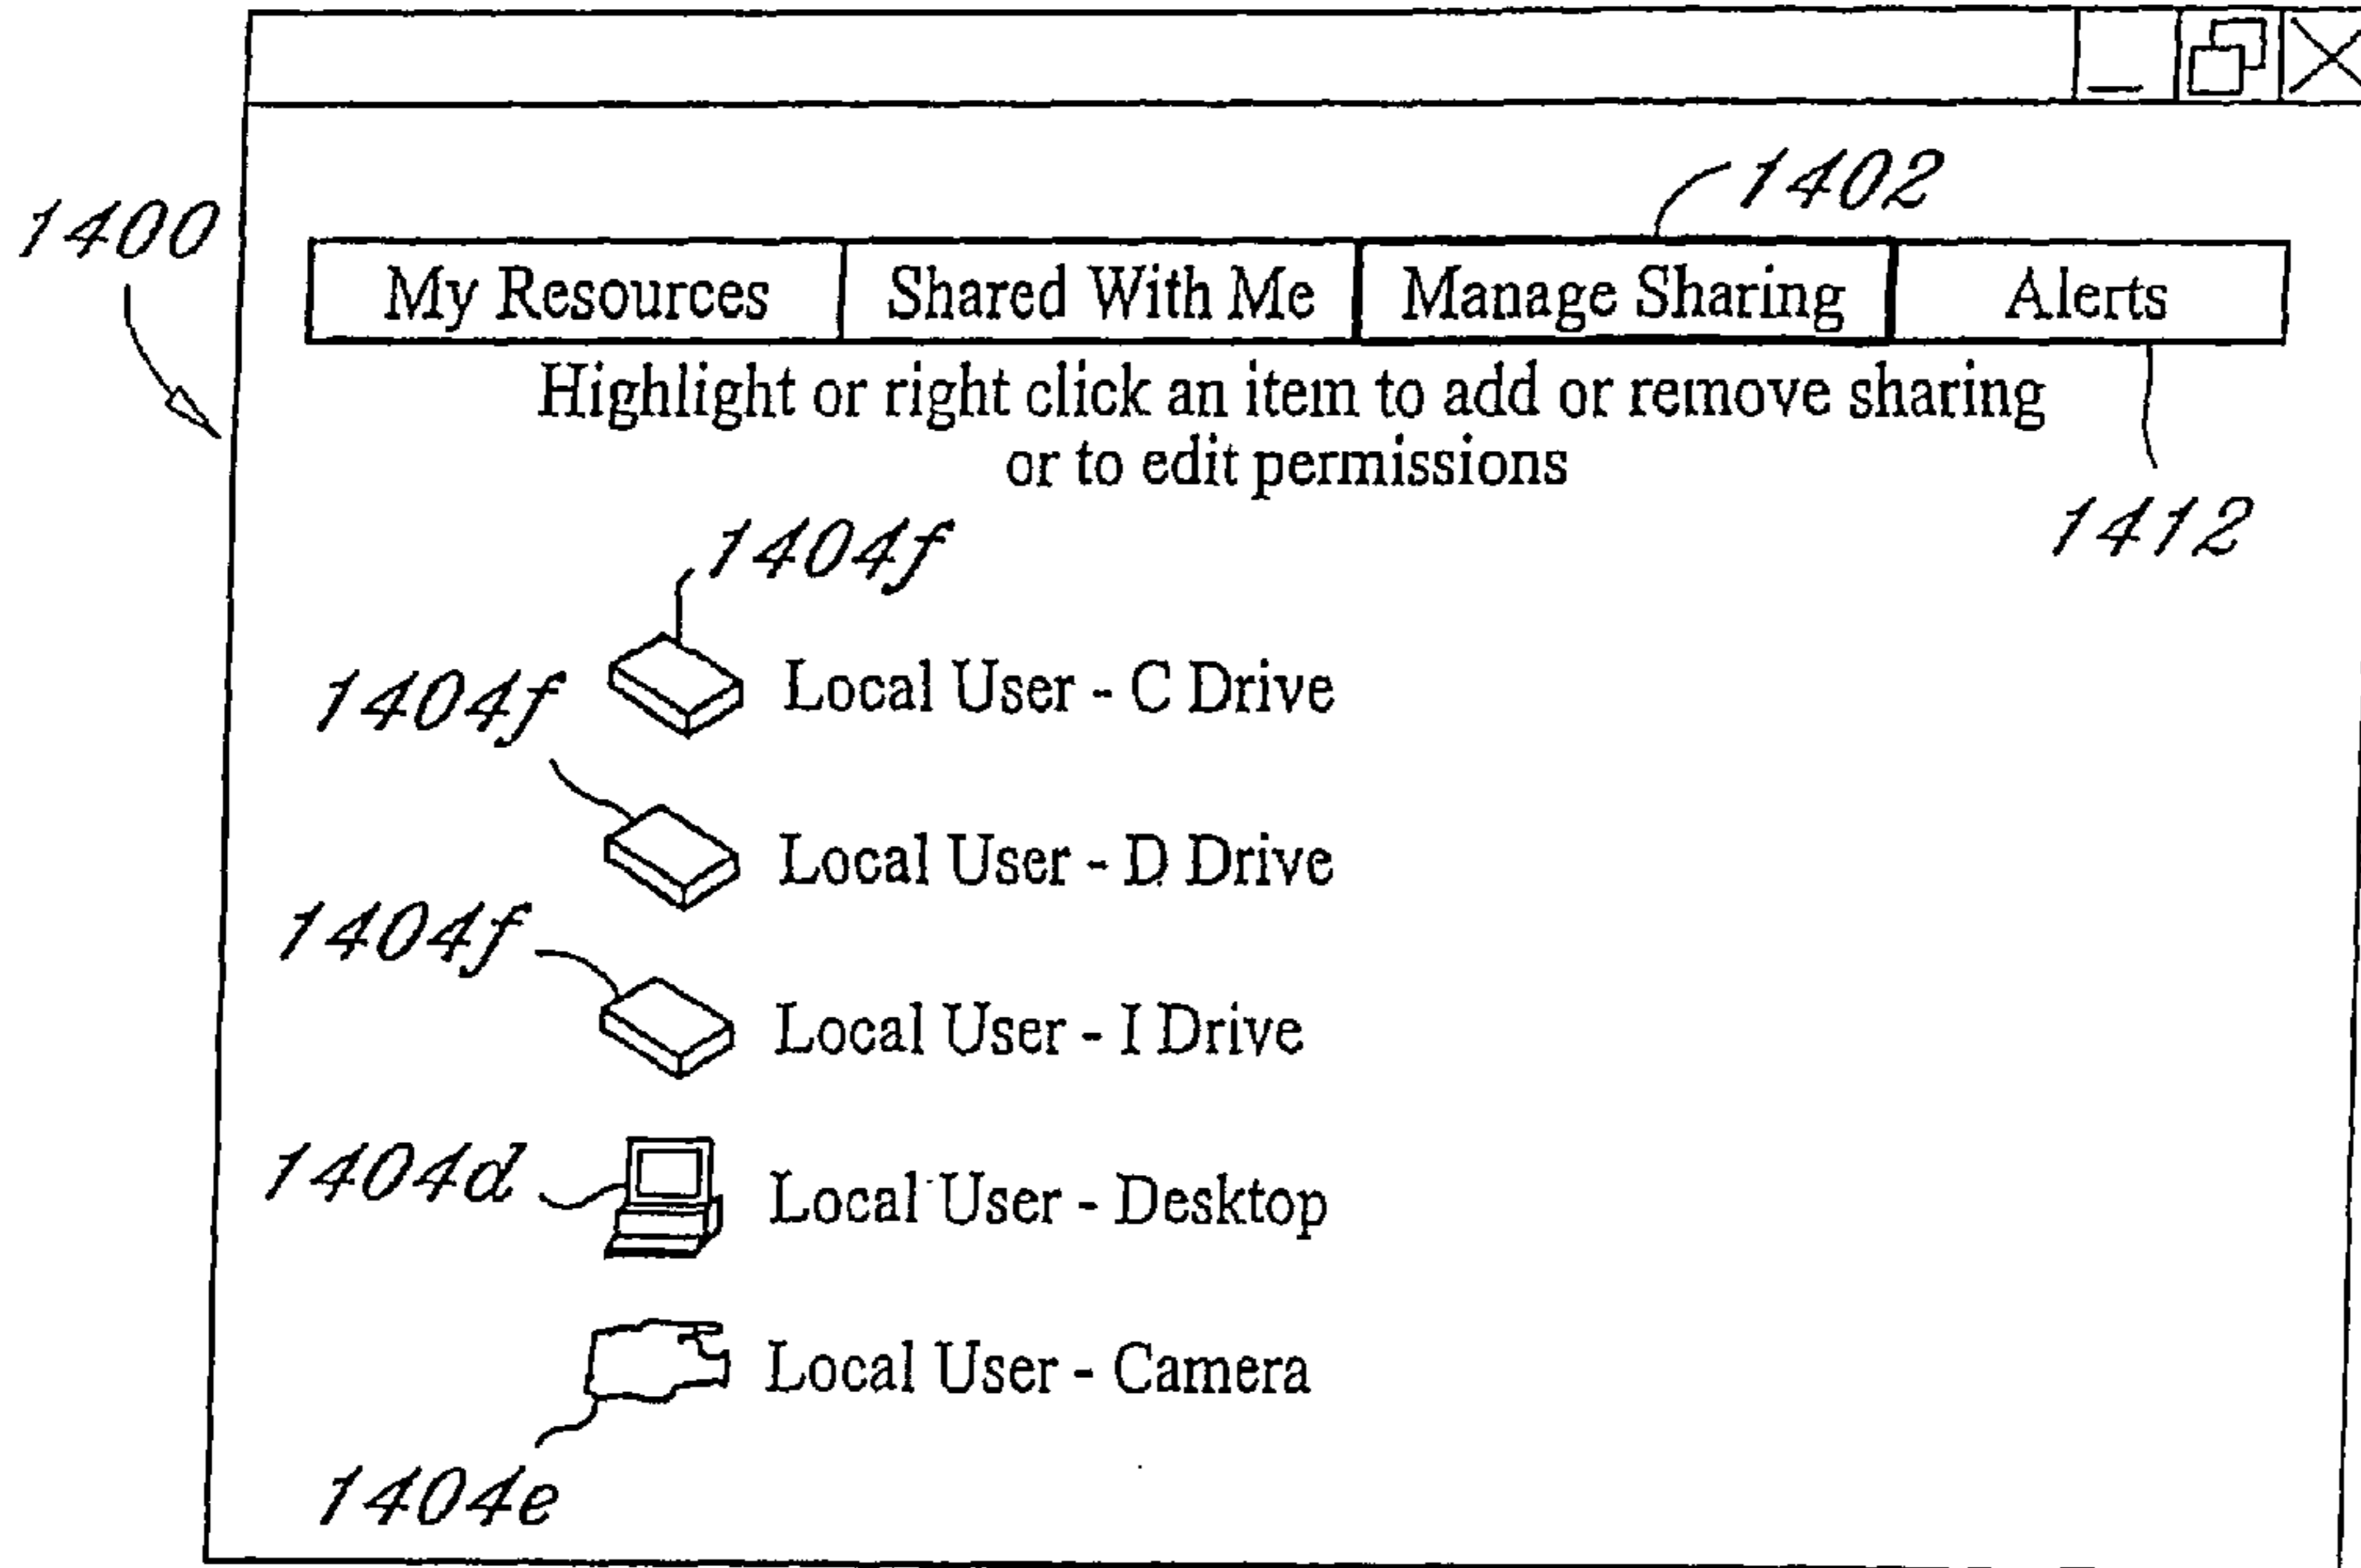 1402
1400
My Resources Shared With Me Manage Sharing Alerts
Highlight or right click an item to add or remove sharing
or to edit permissions
1412
1404f
Local User - C Drive
1404f
Local User - D Drive
1404f
Local User - I Drive
1404d
Local User - Desktop
Local User - Camera
1404e